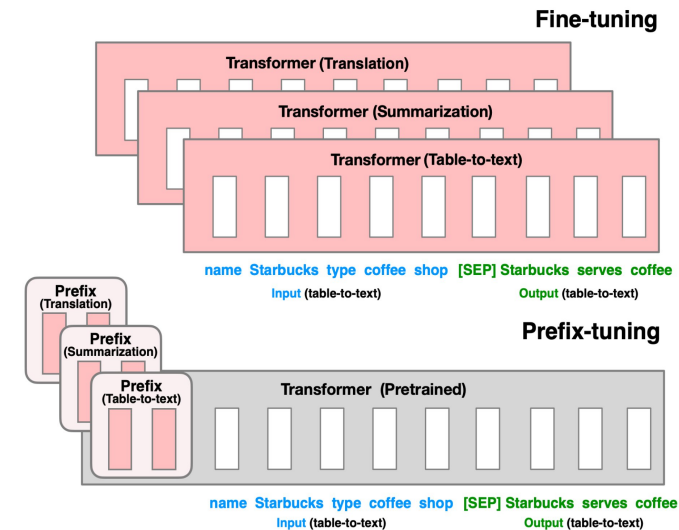 Fine-tuning
Transformer (Translation)
Transformer (Summarization)
Transformer (Table-to-text)
name Starbucks type coffee shop [SEP] Starbucks serves coffee
Input (table-to-text) Output (table-to-text)
Prefix-tuning
Prefix
(Translation)
Prefix
(Summarization)
Prefix
(Table-to-text)
Transformer (Pretrained)
name Starbucks type coffee shop [SEP] Starbucks serves coffee
Input (table-to-text) Output (table-to-text)